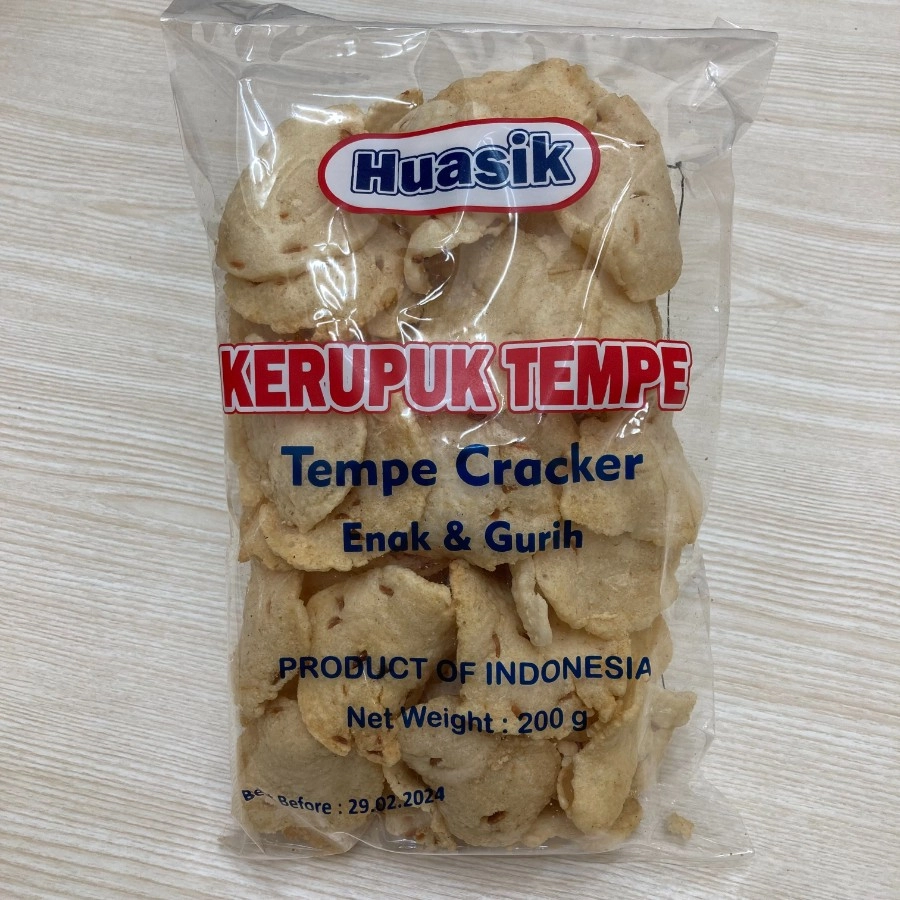 Huasik
KERUPUK TEMPE
Tempe Cracker
Enak & Gurih
PRODUCT OF INDONESIA
Net Weight : 200 g
Before : 29.02.2024